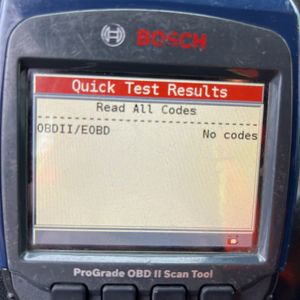 BOSCH
Quick Test Results
Read All Codes
OBDII/EOBD No codes
ProGrade OBD II Scan Tool